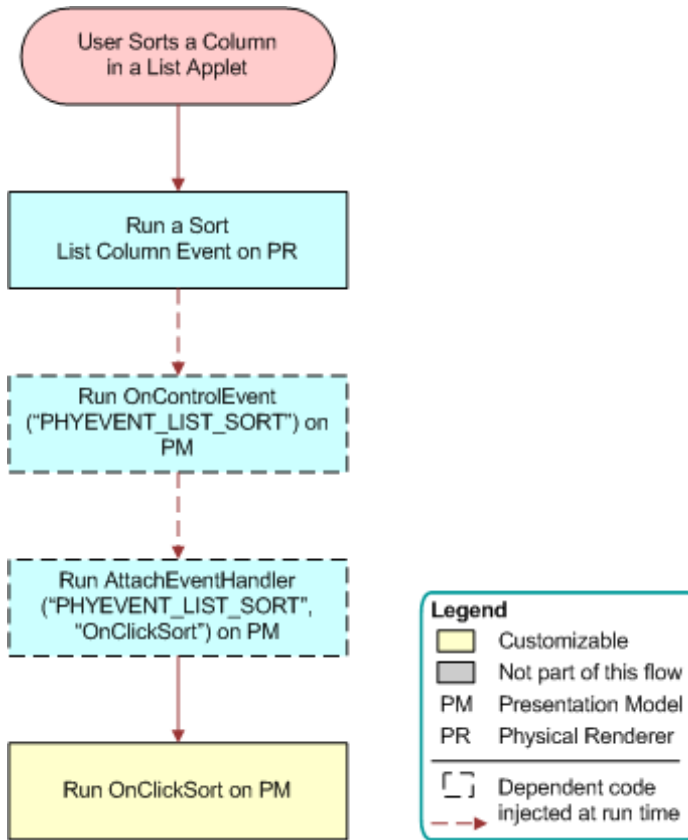 User Sorts a Column
in a List Applet
Run a Sort
List Column Event on PR
Run OnControlEvent
(“PHYEVENT_LIST_SORT”) on
PM
Run AttachEventHandler
(“PHYEVENT_LIST_SORT”,
“OnClickSort”) on PM
Run OnClickSort on PM
Legend
Customizable
Not part of this flow
PM Presentation Model
PR Physical Renderer
Dependent code
injected at run time